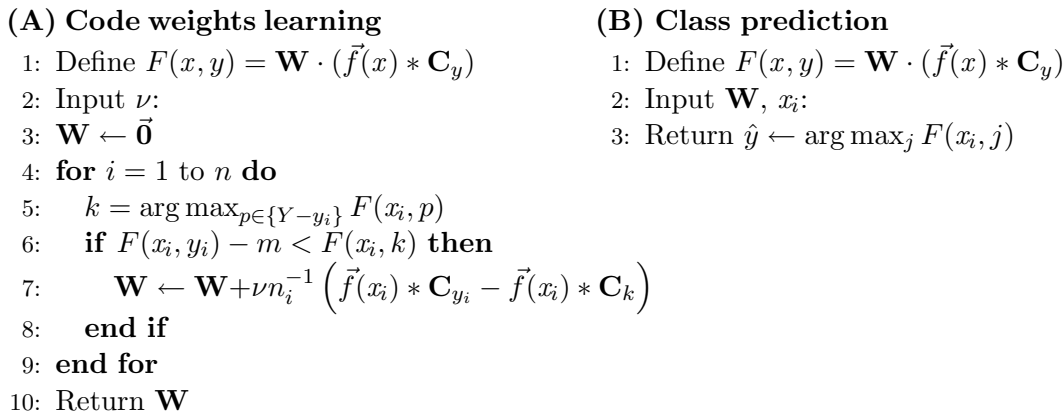 (A) Code weights learning
1: Define F(x, y) = W · (f⃗(x) ∗ C_y)
2: Input ν:
3: W ← 0⃗
4: for i = 1 to n do
5: k = arg max_{p∈{Y−y_i}} F(x_i, p)
6: if F(x_i, y_i) − m < F(x_i, k) then
7: W ← W+νn_i^{−1} (f⃗(x_i) ∗ C_{y_i} − f⃗(x_i) ∗ C_k)
8: end if
9: end for
10: Return W
(B) Class prediction
1: Define F(x, y) = W · (f⃗(x) ∗ C_y)
2: Input W, x_i:
3: Return ŷ ← arg max_j F(x_i, j)